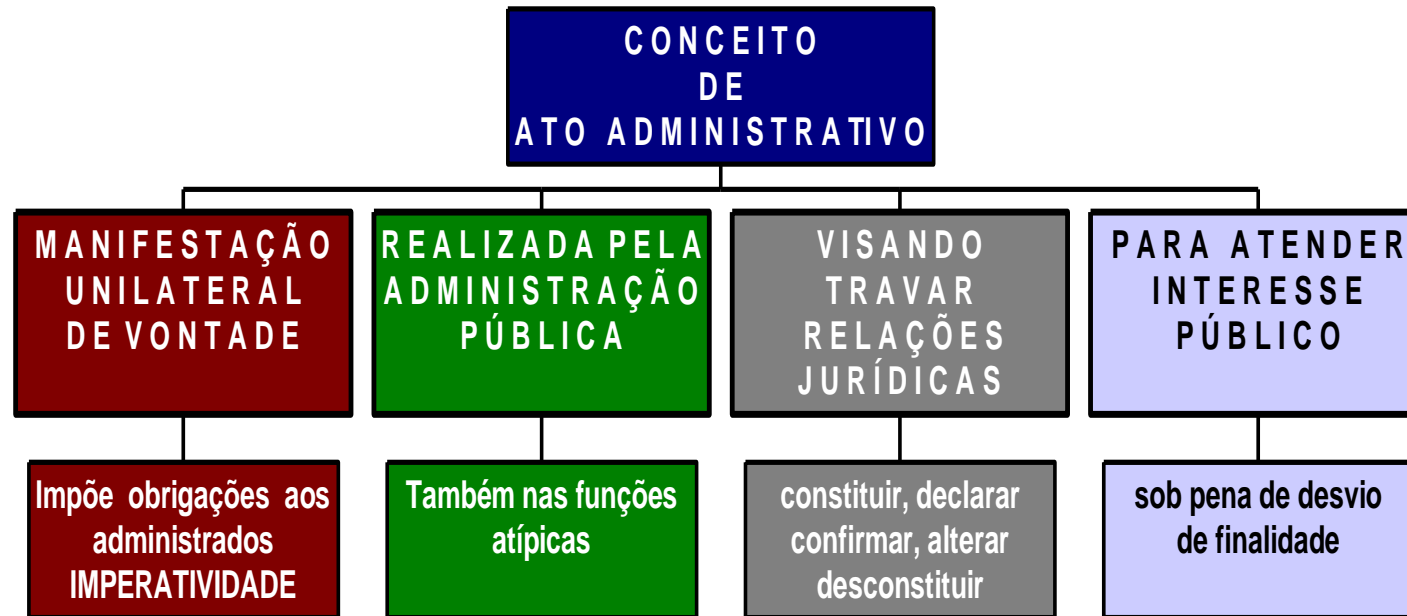 CONCEITO
DE
ATO ADMINISTRATIVO
MANIFESTAÇÃO
UNILATERAL
DE VONTADE
REALIZADA PELA
ADMINISTRAÇÃO
PÚBLICA
VISANDO
TRAVAR
RELAÇÕES
JURÍDICAS
PARA ATENDER
INTERESSE
PÚBLICO
Impõe obrigações aos
administrados
IMPERATIVIDADE
Também nas funções
atípicas
constituir, declarar
confirmar, alterar
desconstituir
sob pena de desvio
de finalidade